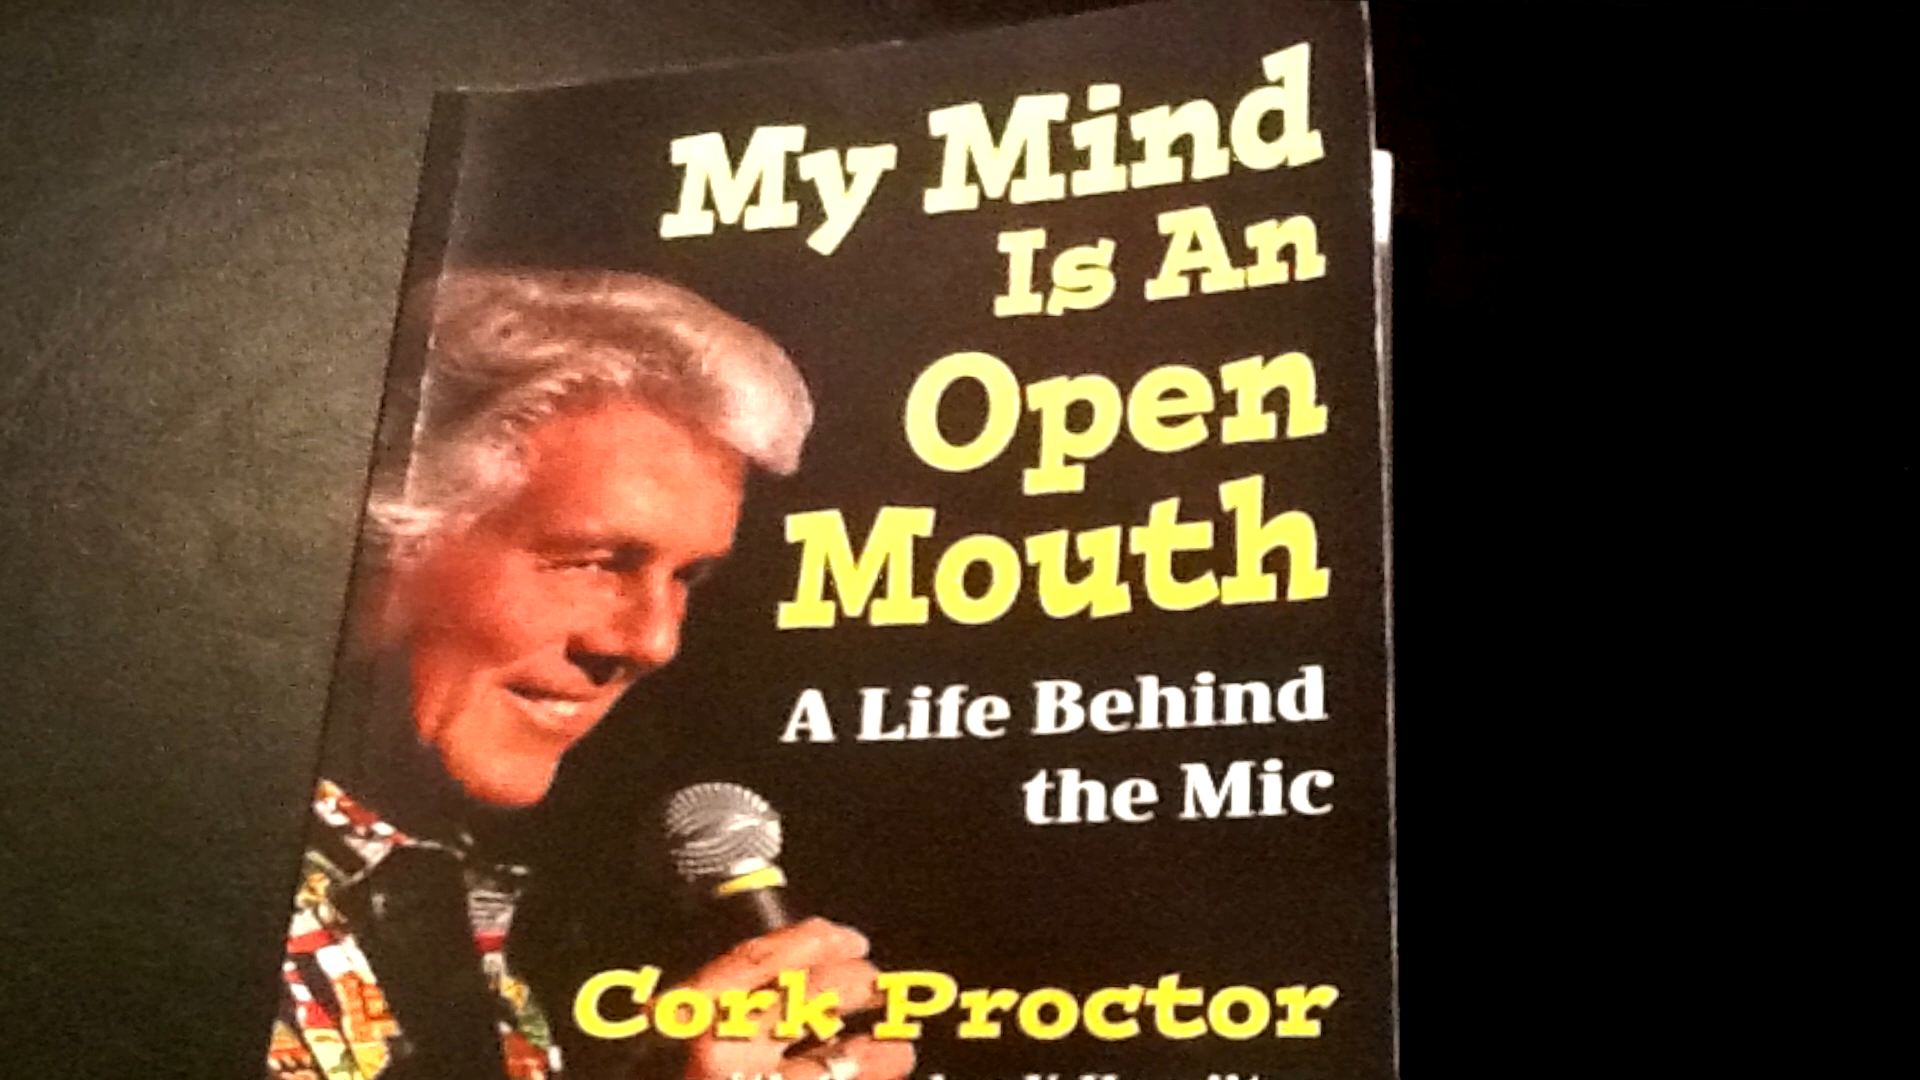 My Mind
Is An
Open
Mouth
A Life Behind
the Mic
Cork Proctor